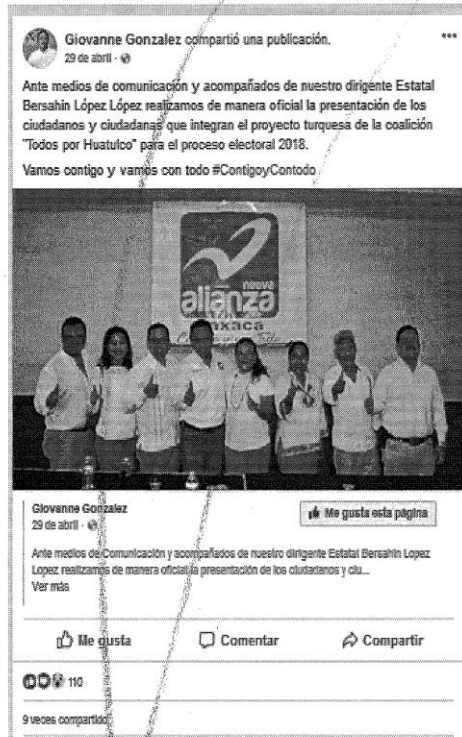 Giovanne Gonzalez compartió una publicación.
29 de abril ·
Ante medios de comunicación y acompañados de nuestro dirigente Estatal
Bersahin López López realizamos de manera oficial la presentación de los
ciudadanos y ciudadanas que integran el proyecto turquesa de la coalición
"Todos por Huatulco" para el proceso electoral 2018.
Vamos contigo y vamos con todo #ContigoyContodo
nueva
alianza
oaxaca
Giovanne Gonzalez
29 de abril ·
Me gusta esta página
Ante medios de Comunicación y acompañados de nuestro dirigente Estatal Bersahin Lopez
Lopez realizamos de manera oficial la presentación de los ciudadanos y ciu...
Ver más
Me gusta
Comentar
Compartir
110
9 veces compartido